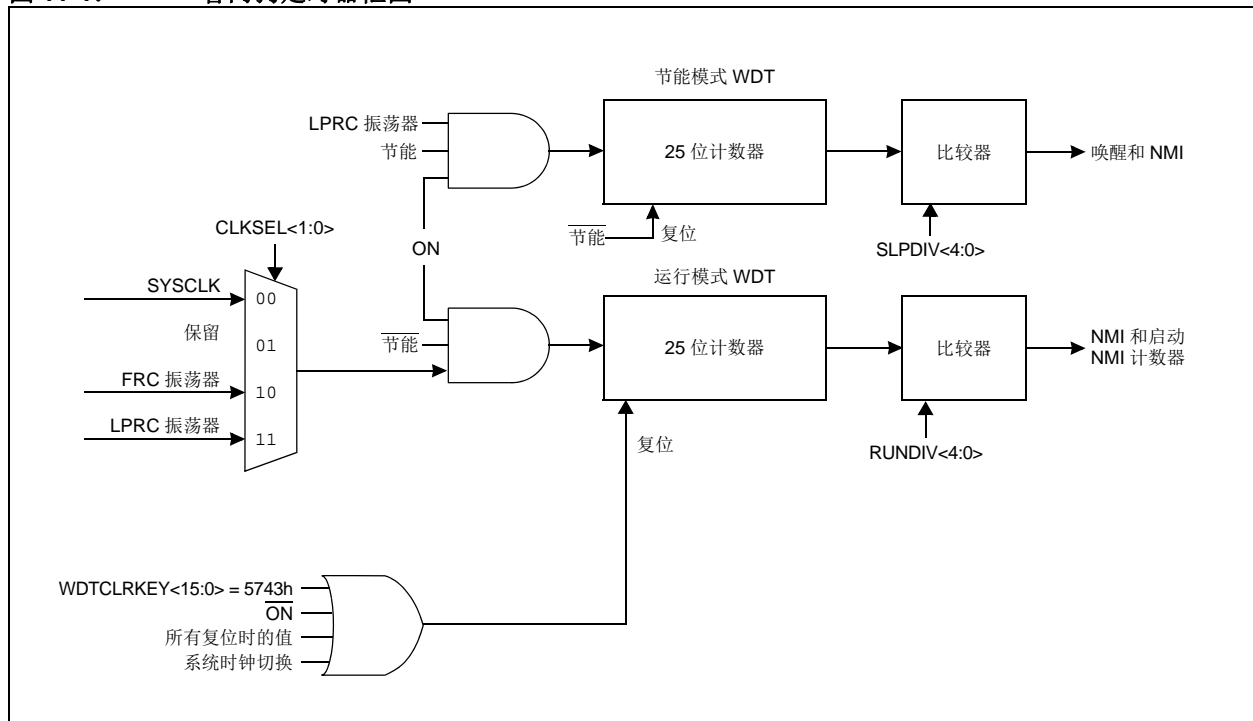 节能模式 WDT
LPRC 振荡器
节能
25 位计数器
比较器
唤醒和 NMI
节能
复位
SLPDIV<4:0>
CLKSEL<1:0>
ON
运行模式 WDT
SYSCLK
00
保留
01
FRC 振荡器
10
LPRC 振荡器
11
节能
25 位计数器
比较器
NMI 和启动
NMI 计数器
复位
RUNDIV<4:0>
WDTCLRKEY<15:0> = 5743h
ON
所有复位时的值
系统时钟切换